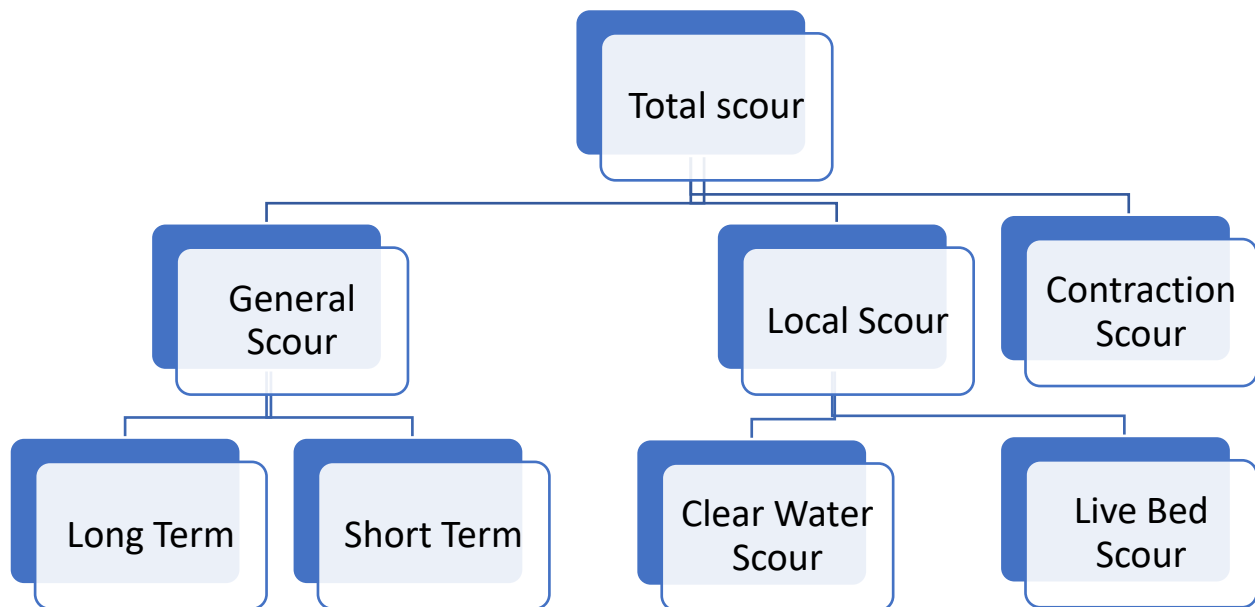 Total scour
General
Scour
Local Scour
Contraction
Scour
Long Term
Short Term
Clear Water
Scour
Live Bed
Scour